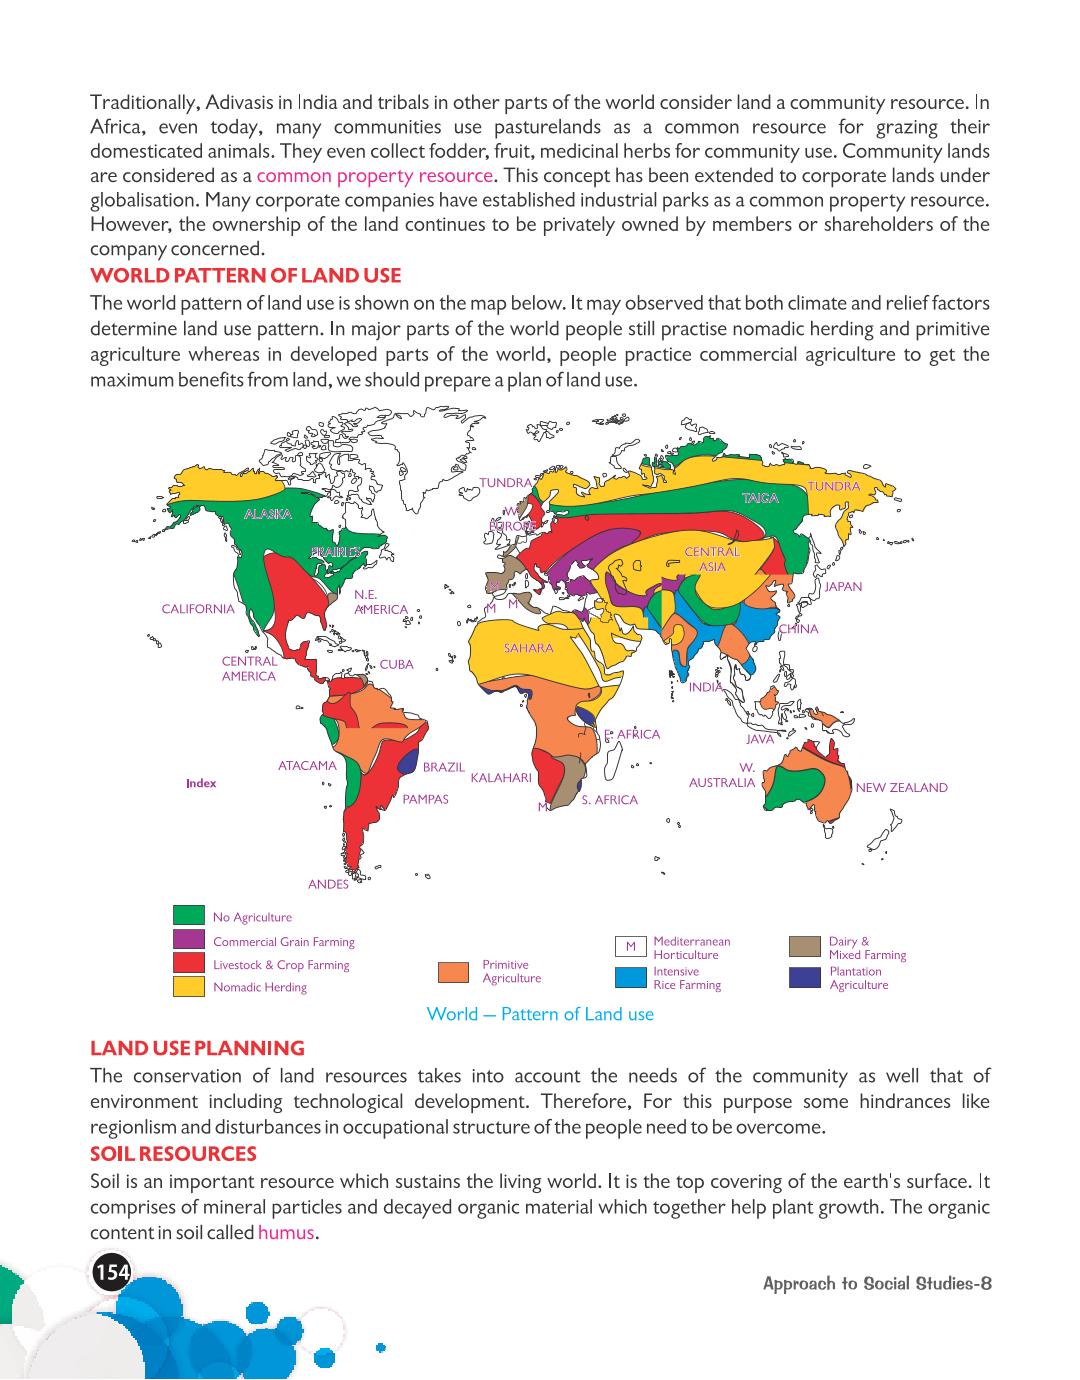 Traditionally, Adivasis in India and tribals in other parts of the world consider land a community resource. In
Africa, even today, many communities use pasturelands as a common resource for grazing their
domesticated animals. They even collect fodder, fruit, medicinal herbs for community use. Community lands
are considered as a common property resource. This concept has been extended to corporate lands under
globalisation. Many corporate companies have established industrial parks as a common property resource.
However, the ownership of the land continues to be privately owned by members or shareholders of the
company concerned.
WORLD PATTERN OF LAND USE
The world pattern of land use is shown on the map below. It may observed that both climate and relief factors
determine land use pattern. In major parts of the world people still practise nomadic herding and primitive
agriculture whereas in developed parts of the world, people practice commercial agriculture to get the
maximum benefits from land, we should prepare a plan of land use.
TUNDRA
TUNDRA
TAIGA
ALASKA
W.
EUROPE
PRAIRIES
CENTRAL
ASIA
M
JAPAN
N.E.
AMERICA
CALIFORNIA
M
M
CHINA
SAHARA
CENTRAL
AMERICA
CUBA
INDIA
E. AFRICA
JAVA
ATACAMA
BRAZIL
KALAHARI
W.
AUSTRALIA
Index
NEW ZEALAND
PAMPAS
S. AFRICA
M
ANDES
No Agriculture
Commercial Grain Farming
Livestock & Crop Farming
Nomadic Herding
Primitive
Agriculture
M
Mediterranean
Horticulture
Intensive
Rice Farming
Dairy &
Mixed Farming
Plantation
Agriculture
World — Pattern of Land use
LAND USE PLANNING
The conservation of land resources takes into account the needs of the community as well that of
environment including technological development. Therefore, For this purpose some hindrances like
regionlism and disturbances in occupational structure of the people need to be overcome.
SOIL RESOURCES
Soil is an important resource which sustains the living world. It is the top covering of the earth's surface. It
comprises of mineral particles and decayed organic material which together help plant growth. The organic
content in soil called humus.
154
Approach to Social Studies-8